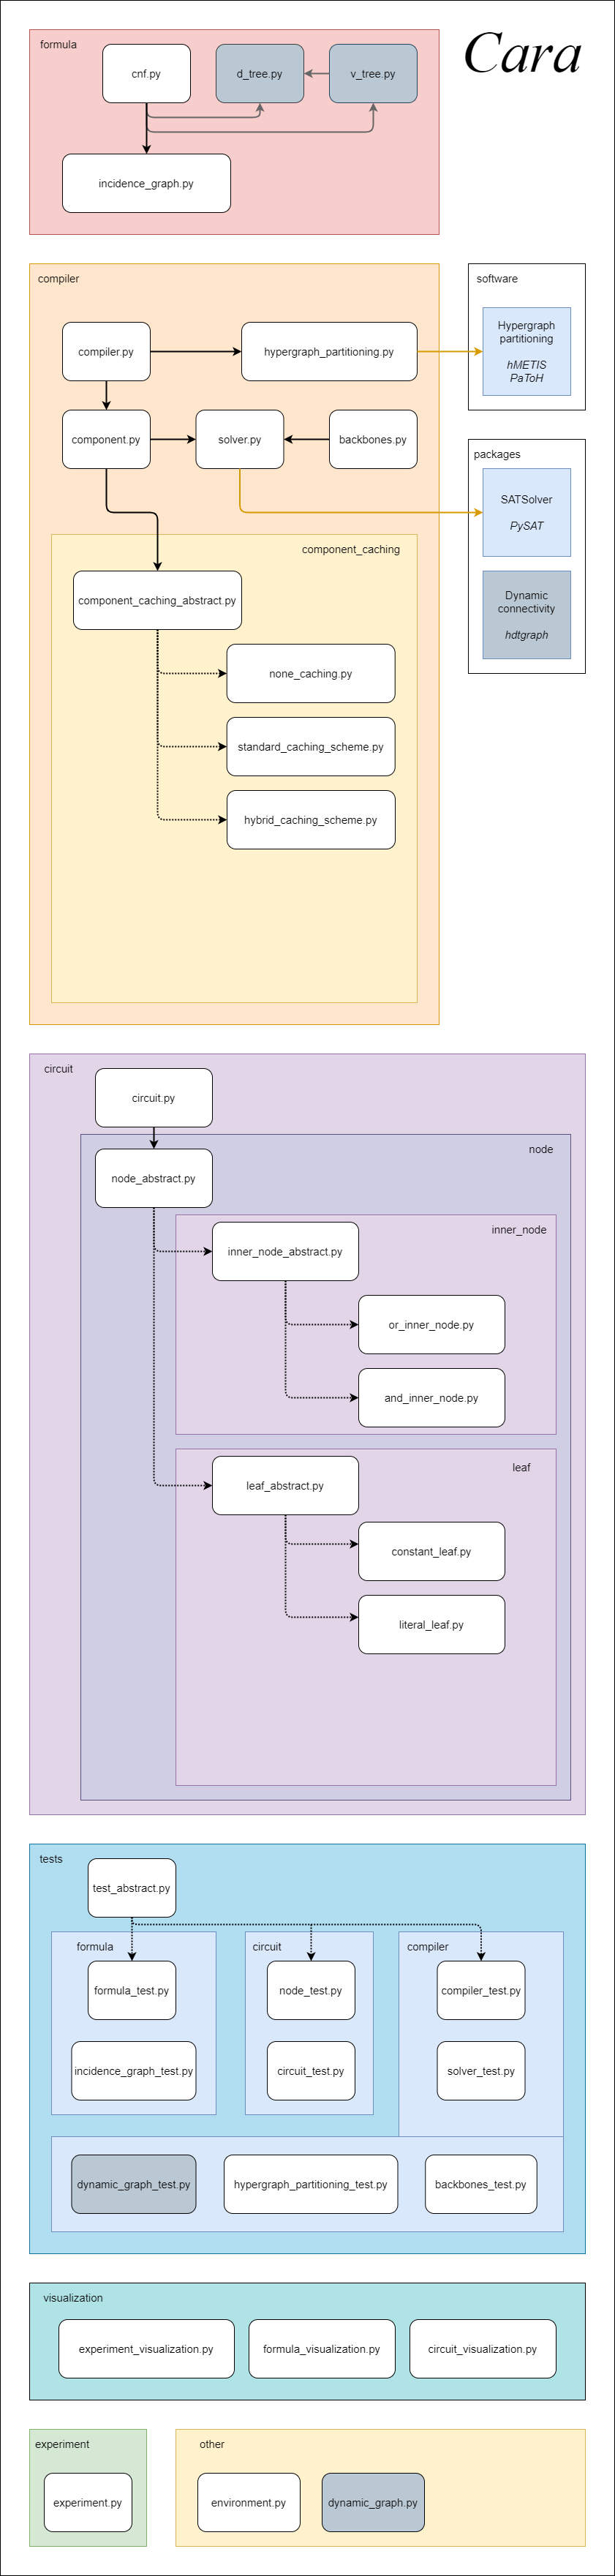 Cara
formula
cnf.py
d_tree.py
v_tree.py
incidence_graph.py
compiler
compiler.py
hypergraph_partitioning.py
component.py
solver.py
backbones.py
component_caching
component_caching_abstract.py
none_caching.py
standard_caching_scheme.py
hybrid_caching_scheme.py
software
Hypergraph
partitioning
hMETIS
PaToH
packages
SATSolver
PySAT
Dynamic
connectivity
hdtgraph
circuit
circuit.py
node
node_abstract.py
inner_node
inner_node_abstract.py
or_inner_node.py
and_inner_node.py
leaf
leaf_abstract.py
constant_leaf.py
literal_leaf.py
tests
test_abstract.py
formula
formula_test.py
incidence_graph_test.py
circuit
node_test.py
circuit_test.py
compiler
compiler_test.py
solver_test.py
dynamic_graph_test.py
hypergraph_partitioning_test.py
backbones_test.py
visualization
experiment_visualization.py
formula_visualization.py
circuit_visualization.py
experiment
experiment.py
other
environment.py
dynamic_graph.py